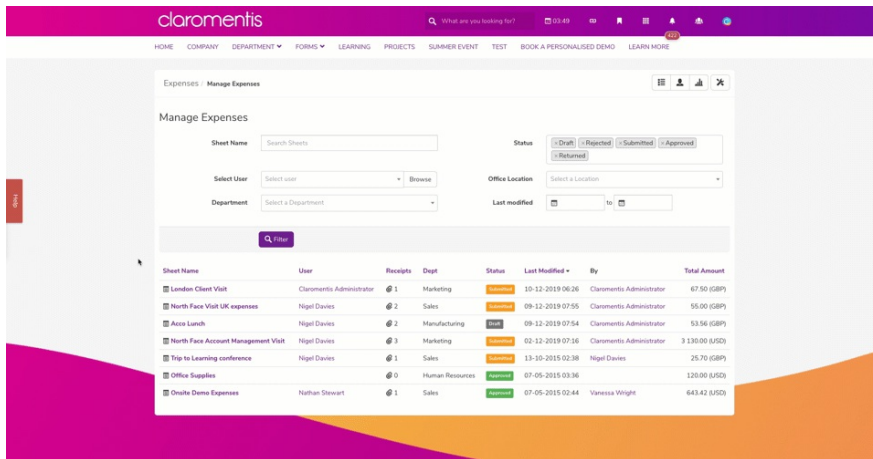 claromentis
What are you looking for?
03:49
422
HOME COMPANY DEPARTMENT FORMS LEARNING PROJECTS SUMMER EVENT TEST BOOK A PERSONALISED DEMO LEARN MORE
Expenses / Manage Expenses
Manage Expenses
Sheet Name Search Sheets Status × Draft × Rejected × Submitted × Approved
× Returned
Select User Select user Browse Office Location Select a Location
Department Select a Department Last modified to
Help
Filter
Sheet Name User Receipts Dept Status Last Modified By Total Amount
London Client Visit Claromentis Administrator 1 Marketing Submitted 10-12-2019 06:26 Claromentis Administrator 67.50 (GBP)
North Face Visit UK expenses Nigel Davies 2 Sales Submitted 09-12-2019 07:55 Claromentis Administrator 55.00 (GBP)
Acco Lunch Nigel Davies 2 Manufacturing Draft 09-12-2019 07:54 Claromentis Administrator 53.56 (GBP)
North Face Account Management Visit Nigel Davies 3 Marketing Submitted 02-12-2019 07:16 Claromentis Administrator 3 130.00 (USD)
Trip to Learning conference Nigel Davies 1 Sales Submitted 13-10-2015 02:38 Nigel Davies 25.70 (GBP)
Office Supplies 0 Human Resources Approved 07-05-2015 03:36 120.00 (USD)
Onsite Demo Expenses Nathan Stewart 1 Sales Approved 07-05-2015 02:44 Vanessa Wright 643.42 (USD)